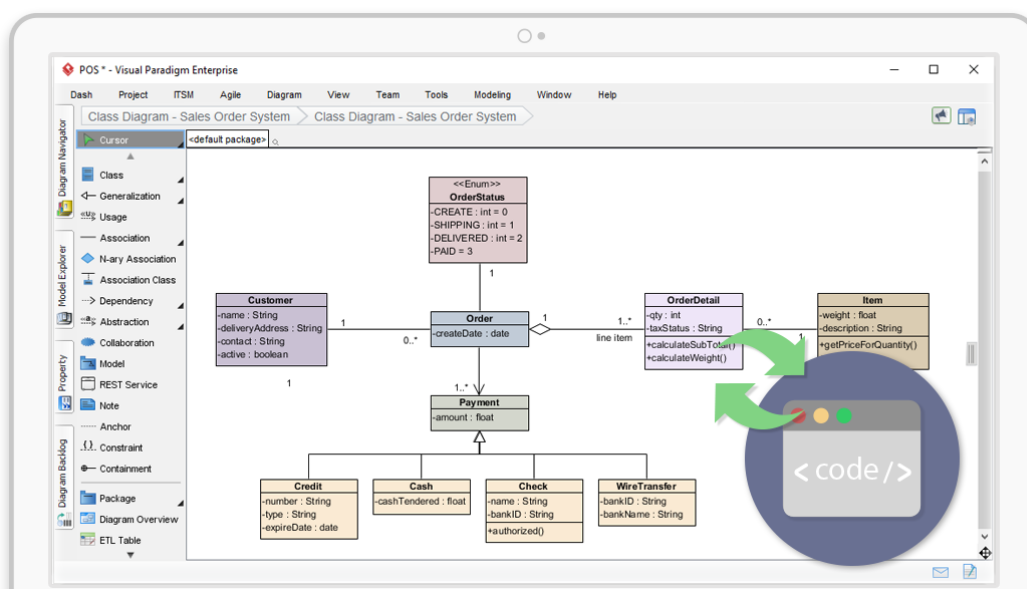 POS * - Visual Paradigm Enterprise
Dash Project ITSM Agile Diagram View Team Tools Modeling Window Help
Class Diagram - Sales Order System Class Diagram - Sales Order System
Diagram Navigator
Model Explorer
Property
Diagram Backlog
Cursor
Class
Generalization
Usage
Association
N-ary Association
Association Class
Dependency
Abstraction
Collaboration
Model
REST Service
Note
Anchor
Constraint
Containment
Package
Diagram Overview
ETL Table
<default package>
<<Enum>>
OrderStatus
-CREATE : int = 0
-SHIPPING : int = 1
-DELIVERED : int = 2
-PAID = 3
1
Customer
-name : String
-deliveryAddress : String
-contact : String
-active : boolean
1
0..*
1
Order
-createDate : date
1
1..*
line item
OrderDetail
-qty : int
-taxStatus : String
+calculateSubTotal()
+calculateWeight()
0..*
1
Item
-weight : float
-description : String
+getPriceForQuantity()
1..*
Payment
-amount : float
Credit
-number : String
-type : String
-expireDate : date
Cash
-cashTendered : float
Check
-name : String
-bankID : String
+authorized()
WireTransfer
-bankID : String
-bankName : String
<code/>